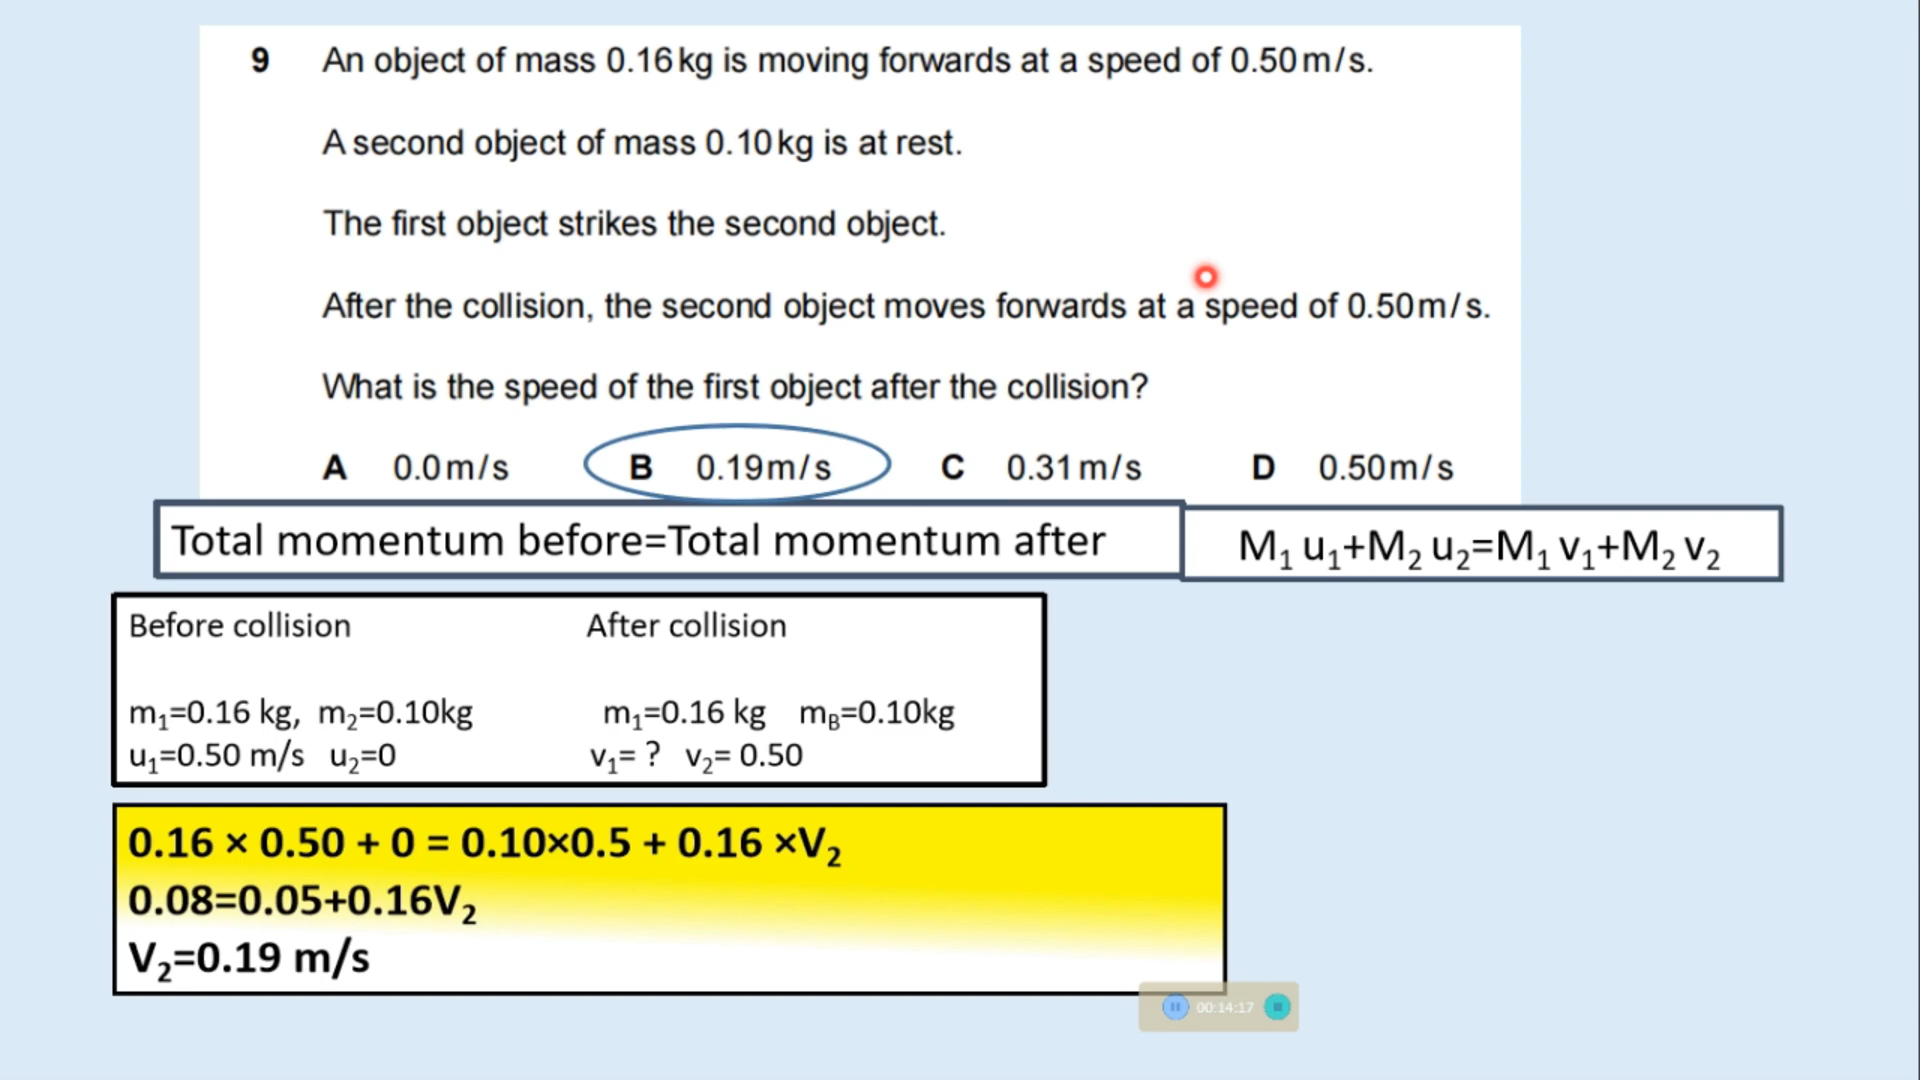 9 An object of mass 0.16 kg is moving forwards at a speed of 0.50 m/s.
A second object of mass 0.10 kg is at rest.
The first object strikes the second object.
After the collision, the second object moves forwards at a speed of 0.50 m/s.
What is the speed of the first object after the collision?
A 0.0 m/s B 0.19 m/s C 0.31 m/s D 0.50 m/s
Total momentum before=Total momentum after
M₁ u₁+M₂ u₂=M₁ v₁+M₂ v₂
Before collision After collision
m₁=0.16 kg, m₂=0.10kg m₁=0.16 kg m_B=0.10kg
u₁=0.50 m/s u₂=0 v₁= ? v₂= 0.50
0.16 × 0.50 + 0 = 0.10×0.5 + 0.16 ×V₂
0.08=0.05+0.16V₂
V₂=0.19 m/s
00:14:17